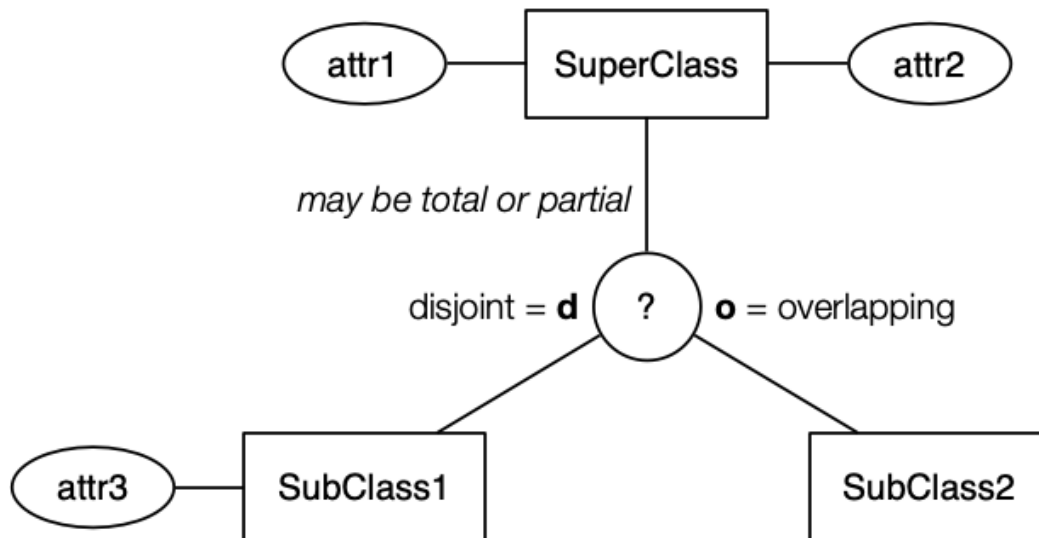 attr1
SuperClass
attr2
may be total or partial
disjoint = d
?
o = overlapping
attr3
SubClass1
SubClass2